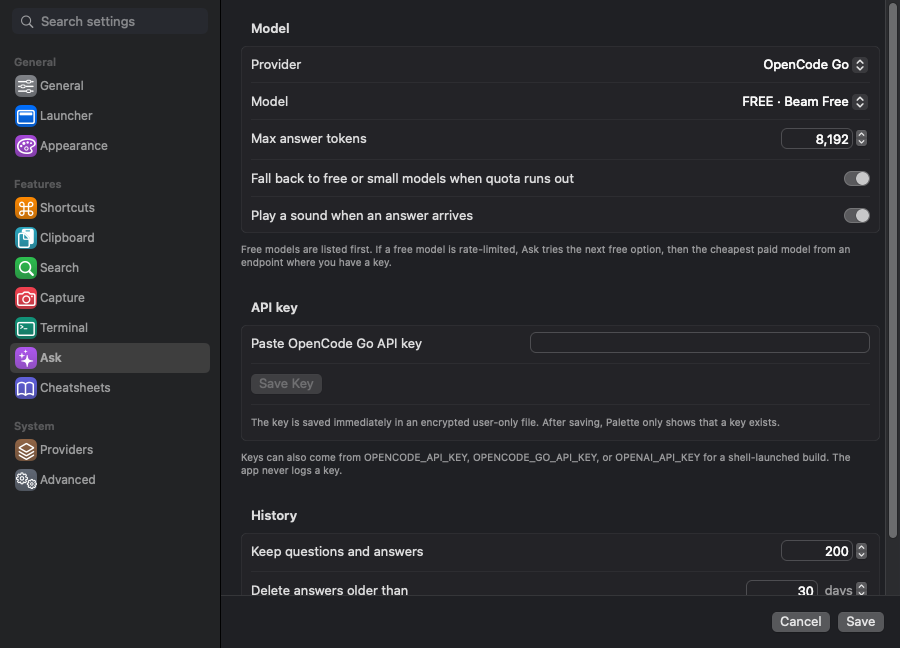 Search settings
General
General
Launcher
Appearance
Features
Shortcuts
Clipboard
Search
Capture
Terminal
Ask
Cheatsheets
System
Providers
Advanced
Model
Provider
OpenCode Go
Model
FREE · Beam Free
Max answer tokens
8,192
Fall back to free or small models when quota runs out
Play a sound when an answer arrives
Free models are listed first. If a free model is rate-limited, Ask tries the next free option, then the cheapest paid model from an
endpoint where you have a key.
API key
Paste OpenCode Go API key
Save Key
The key is saved immediately in an encrypted user-only file. After saving, Palette only shows that a key exists.
Keys can also come from OPENCODE_API_KEY, OPENCODE_GO_API_KEY, or OPENAI_API_KEY for a shell-launched build. The
app never logs a key.
History
Keep questions and answers
200
Delete answers older than
30 days
Cancel
Save